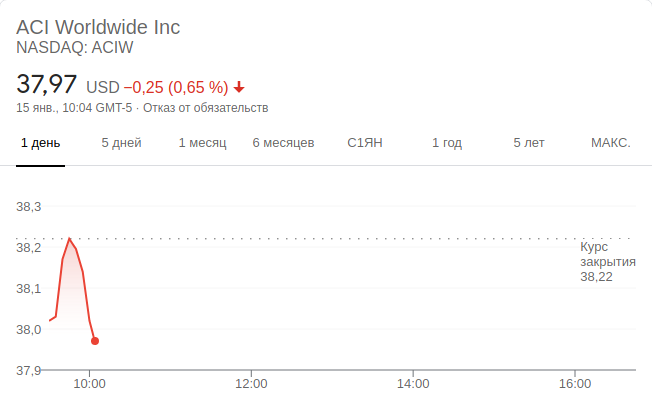 ACI Worldwide Inc
NASDAQ: ACIW
37,97 USD −0,25 (0,65 %)
15 янв., 10:04 GMT-5 · Отказ от обязательств
1 день 5 дней 1 месяц 6 месяцев С1ЯН 1 год 5 лет МАКС.
38,3
38,2
38,1
38,0
37,9
Курс
закрытия
38,22
10:00 12:00 14:00 16:00